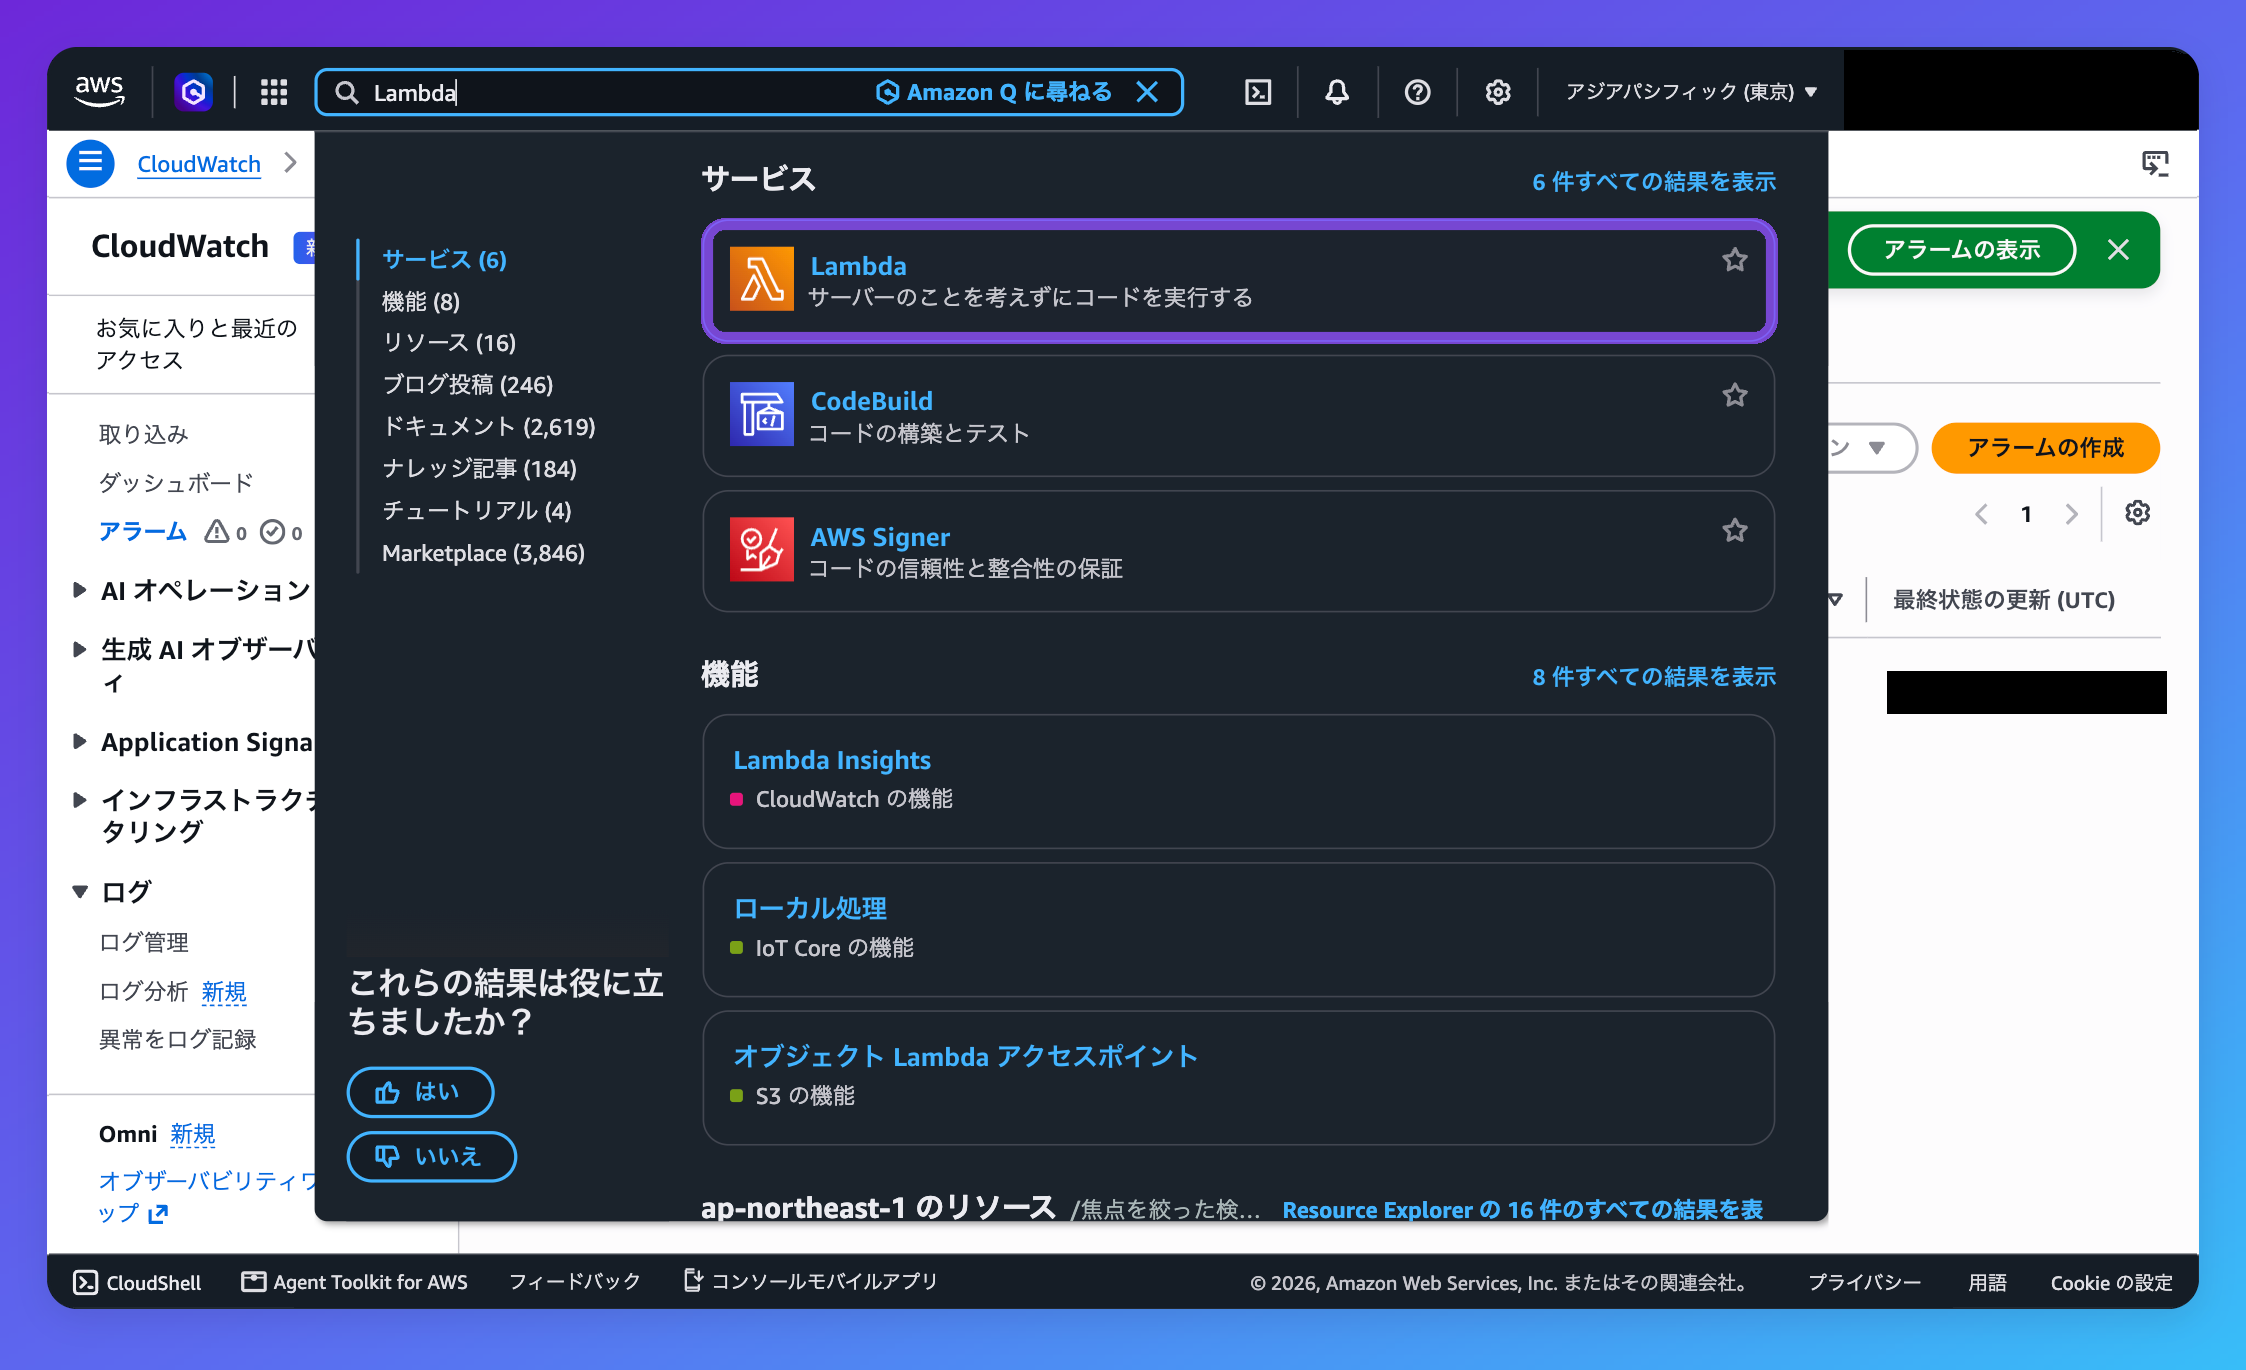 aws
Lambda
Amazon Q に尋ねる
アジアパシフィック (東京)
CloudWatch
CloudWatch
お気に入りと最近の
アクセス
取り込み
ダッシュボード
アラーム 0 0
AI オペレーション
生成 AI オブザーバ
ィ
Application Signa
インフラストラクチ
タリング
ログ
ログ管理
ログ分析 新規
異常をログ記録
Omni 新規
オブザーバビリティワ
ップ
サービス (6)
機能 (8)
リソース (16)
ブログ投稿 (246)
ドキュメント (2,619)
ナレッジ記事 (184)
チュートリアル (4)
Marketplace (3,846)
これらの結果は役に立
ちましたか？
はい
いいえ
サービス
6 件すべての結果を表示
Lambda
サーバーのことを考えずにコードを実行する
CodeBuild
コードの構築とテスト
AWS Signer
コードの信頼性と整合性の保証
機能
8 件すべての結果を表示
Lambda Insights
CloudWatch の機能
ローカル処理
IoT Core の機能
オブジェクト Lambda アクセスポイント
S3 の機能
ap-northeast-1 のリソース /焦点を絞った検...
Resource Explorer の 16 件のすべての結果を表
アラームの表示
ン
アラームの作成
1
最終状態の更新 (UTC)
CloudShell
Agent Toolkit for AWS
フィードバック
コンソールモバイルアプリ
© 2026, Amazon Web Services, Inc. またはその関連会社。
プライバシー
用語
Cookie の設定